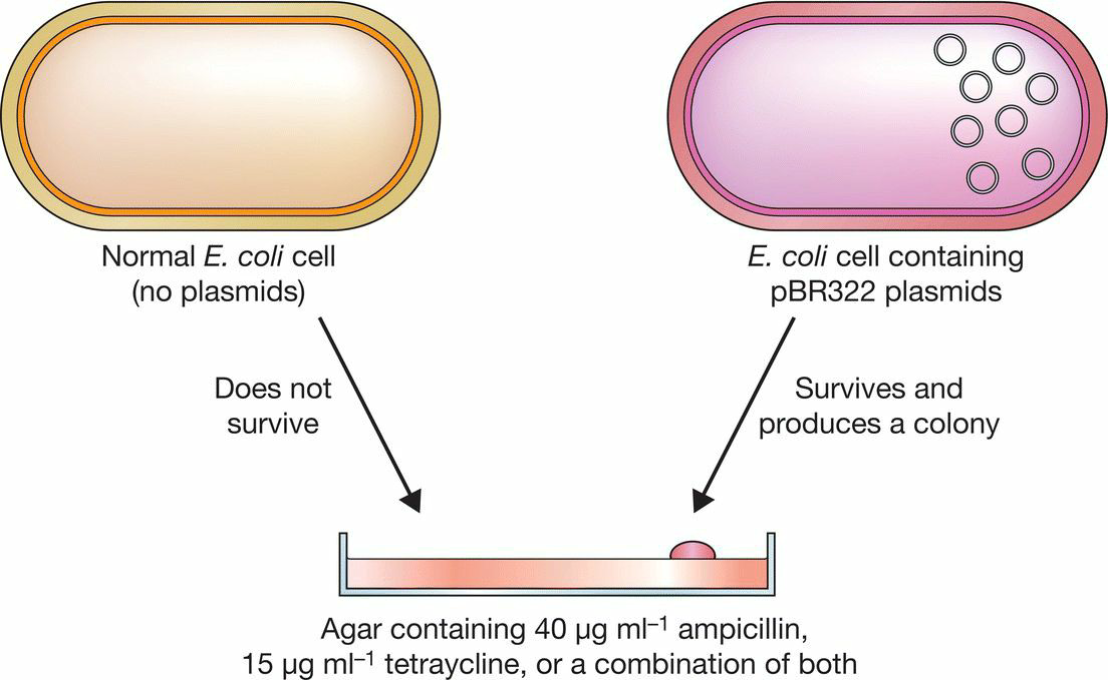 Normal E. coli cell
(no plasmids)
E. coli cell containing
pBR322 plasmids
Does not
survive
Survives and
produces a colony
Agar containing 40 µg ml–1 ampicillin,
15 µg ml–1 tetraycline, or a combination of both